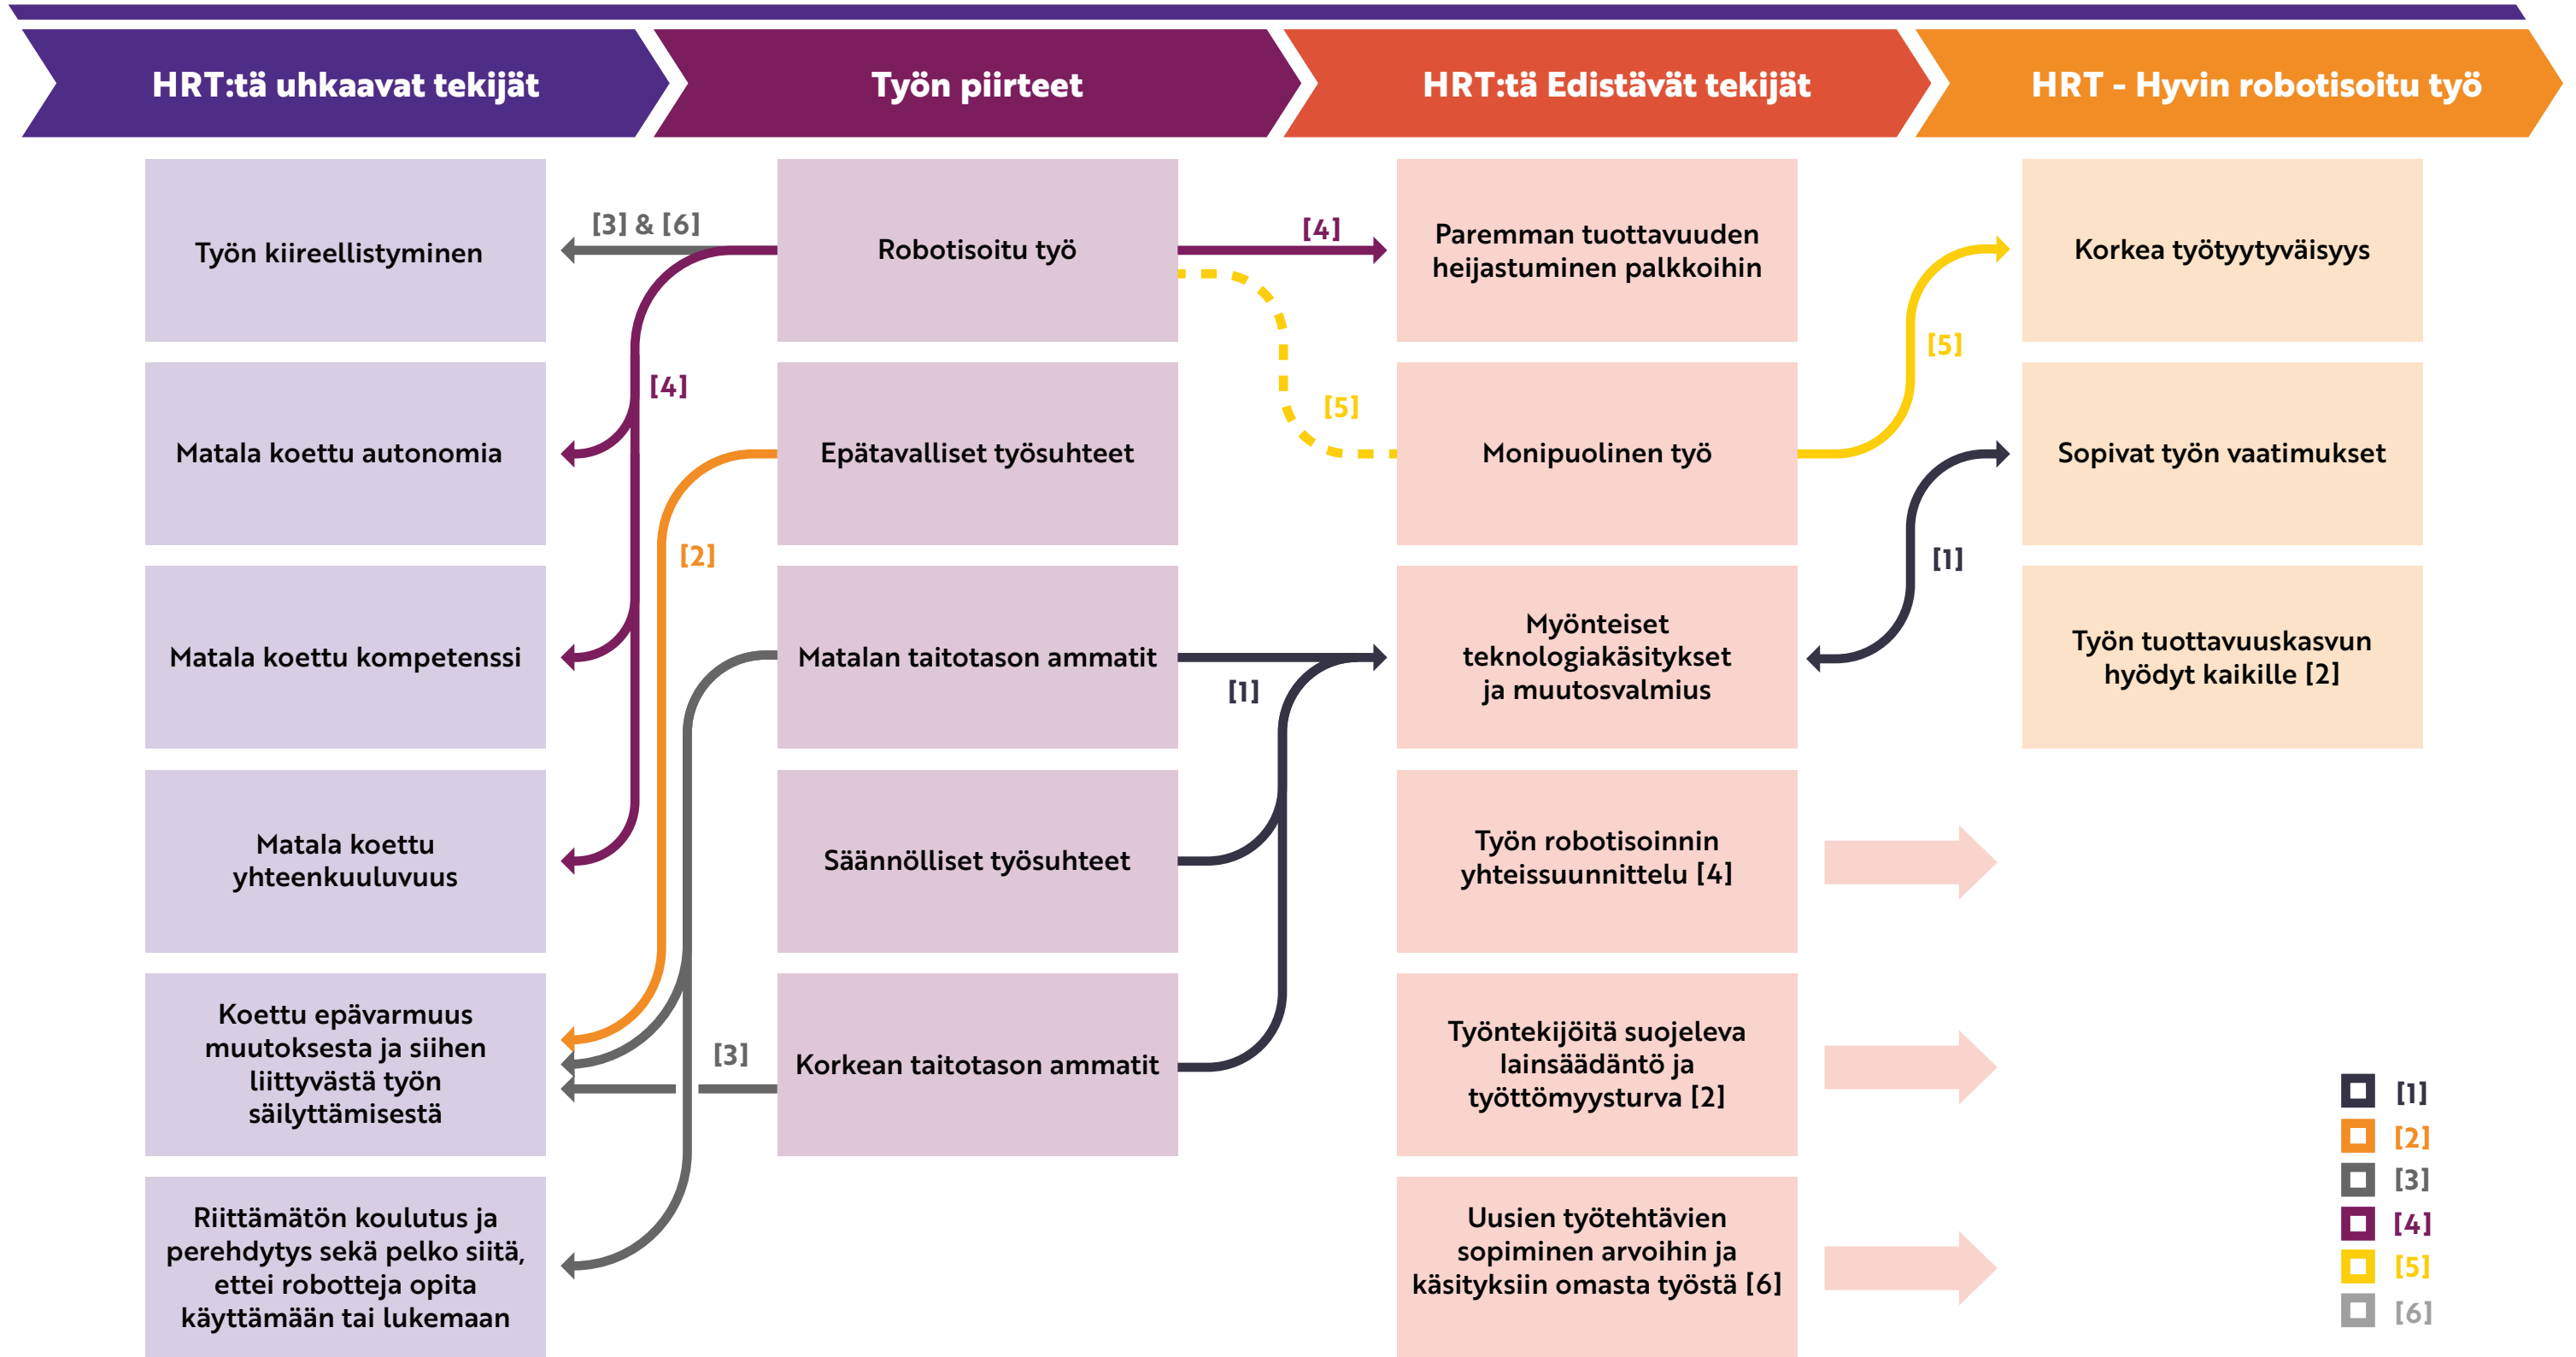 HRT:tä uhkaavat tekijät
Työn piirteet
HRT:tä Edistävät tekijät
HRT - Hyvin robotisoitu työ
Työn kiireellistyminen
Matala koettu autonomia
Matala koettu kompetenssi
Matala koettu
yhteenkuuluvuus
Koettu epävarmuus
muutoksesta ja siihen
liittyvästä työn
säilyttämisestä
Riittämätön koulutus ja
perehdytys sekä pelko siitä,
ettei robotteja opita
käyttämään tai lukemaan
[3] & [6]
[4]
[2]
[3]
Robotisoitu työ
Epätavalliset työsuhteet
Matalan taitotason ammatit
Säännölliset työsuhteet
Korkean taitotason ammatit
[4]
[5]
[1]
Paremman tuottavuuden
heijastuminen palkkoihin
Monipuolinen työ
Myönteiset
teknologiakäsitykset
ja muutosvalmius
Työn robotisoinnin
yhteissuunnittelu [4]
Työntekijöitä suojeleva
lainsäädäntö ja
työttömyysturva [2]
Uusien työtehtävien
sopiminen arvoihin ja
käsityksiin omasta työstä [6]
[5]
[1]
Korkea työtyytyväisyys
Sopivat työn vaatimukset
Työn tuottavuuskasvun
hyödyt kaikille [2]
[1]
[2]
[3]
[4]
[5]
[6]